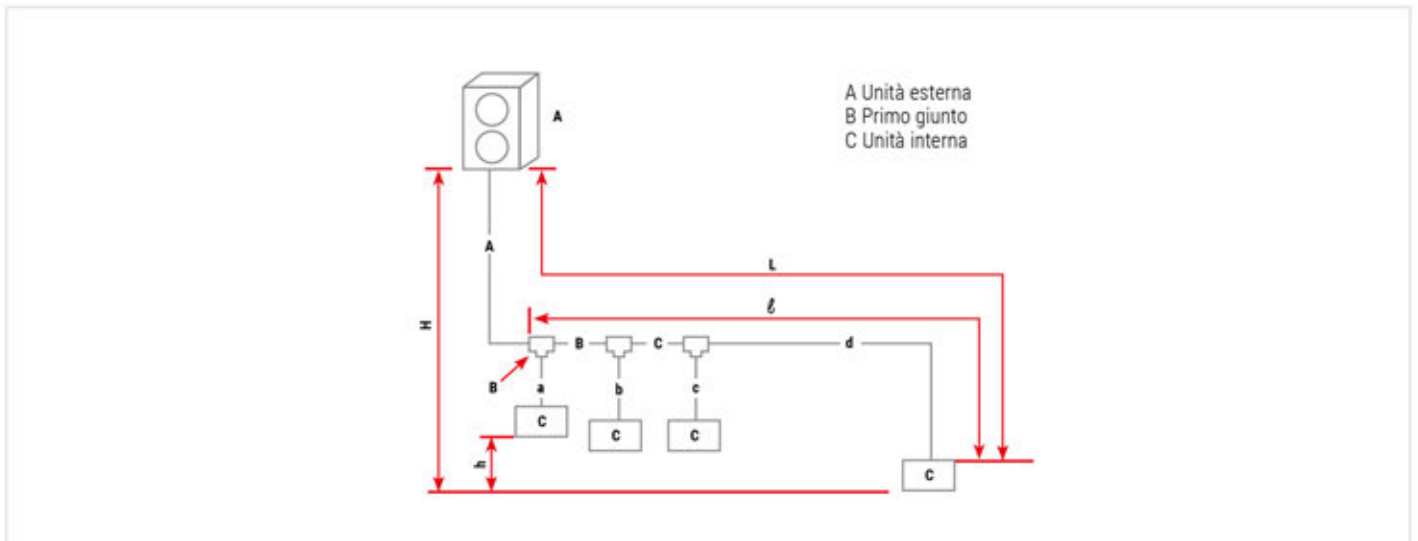 A Unità esterna
B Primo giunto
C Unità interna
A
A
L
ℓ
H
B
C
d
B
a
b
c
C
C
C
h
C